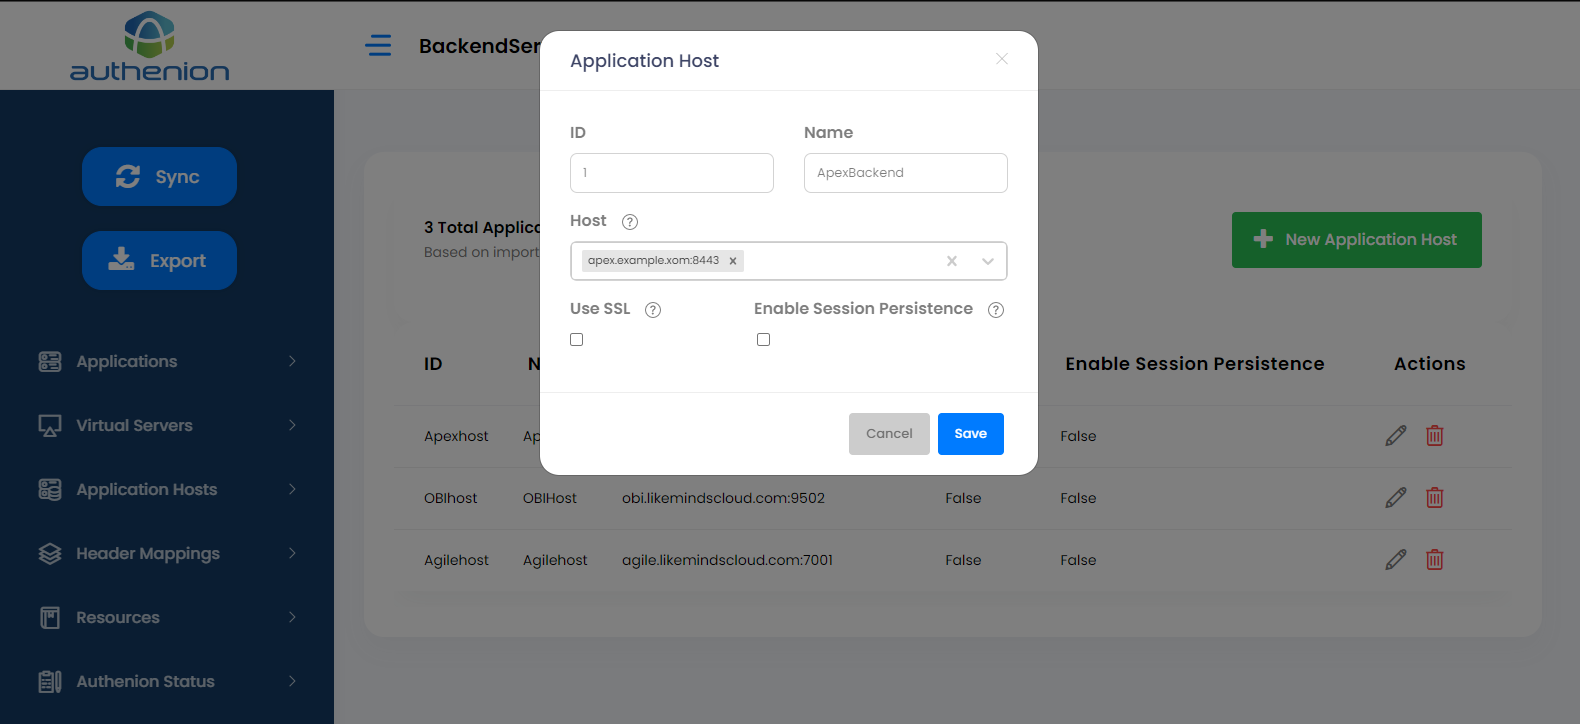 authenion
BackendSer
Sync
Export
Applications
Virtual Servers
Application Hosts
Header Mappings
Resources
Authenion Status
Application Host
ID Name
1 ApexBackend
Host ?
apex.example.xom:8443
Use SSL ? Enable Session Persistence ?
Cancel Save
3 Total Applic
Based on import
New Application Host
ID N Enable Session Persistence Actions
Apexhost Ap False
OBIhost OBIHost obi.likemindscloud.com:9502 False False
Agilehost Agilehost agile.likemindscloud.com:7001 False False